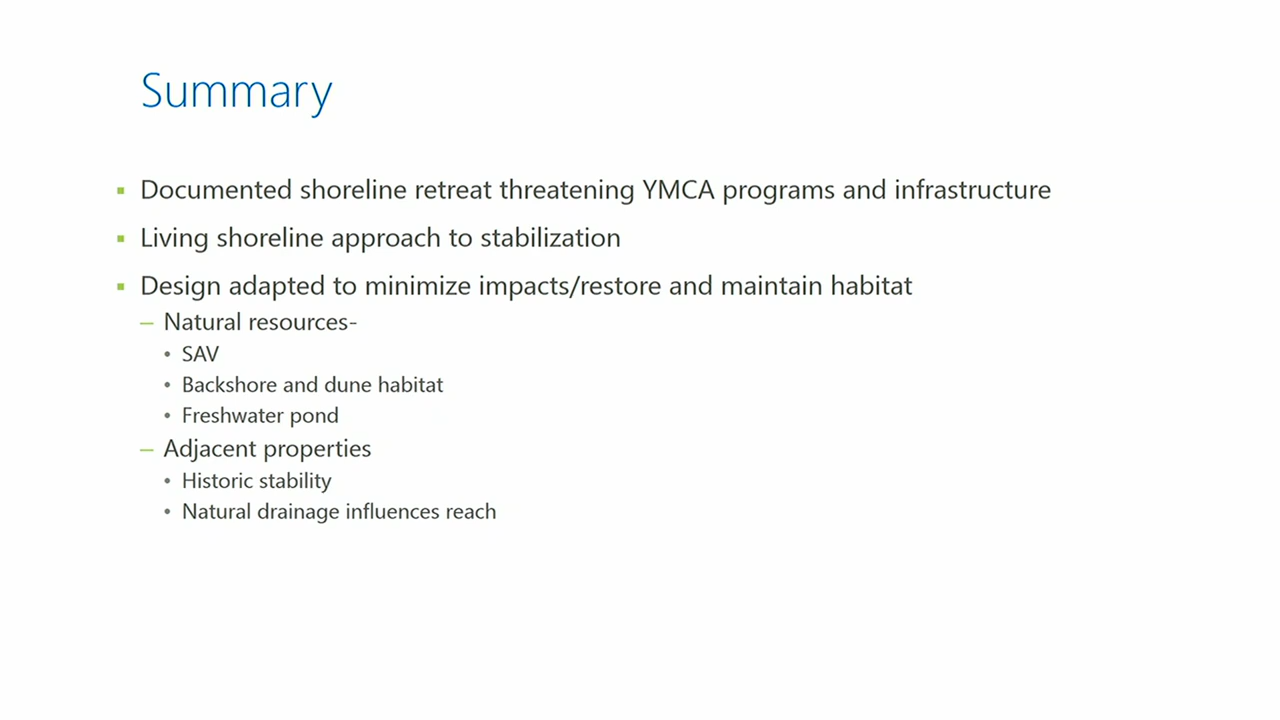 Summary
▪ Documented shoreline retreat threatening YMCA programs and infrastructure
▪ Living shoreline approach to stabilization
▪ Design adapted to minimize impacts/restore and maintain habitat
– Natural resources-
• SAV
• Backshore and dune habitat
• Freshwater pond
– Adjacent properties
• Historic stability
• Natural drainage influences reach